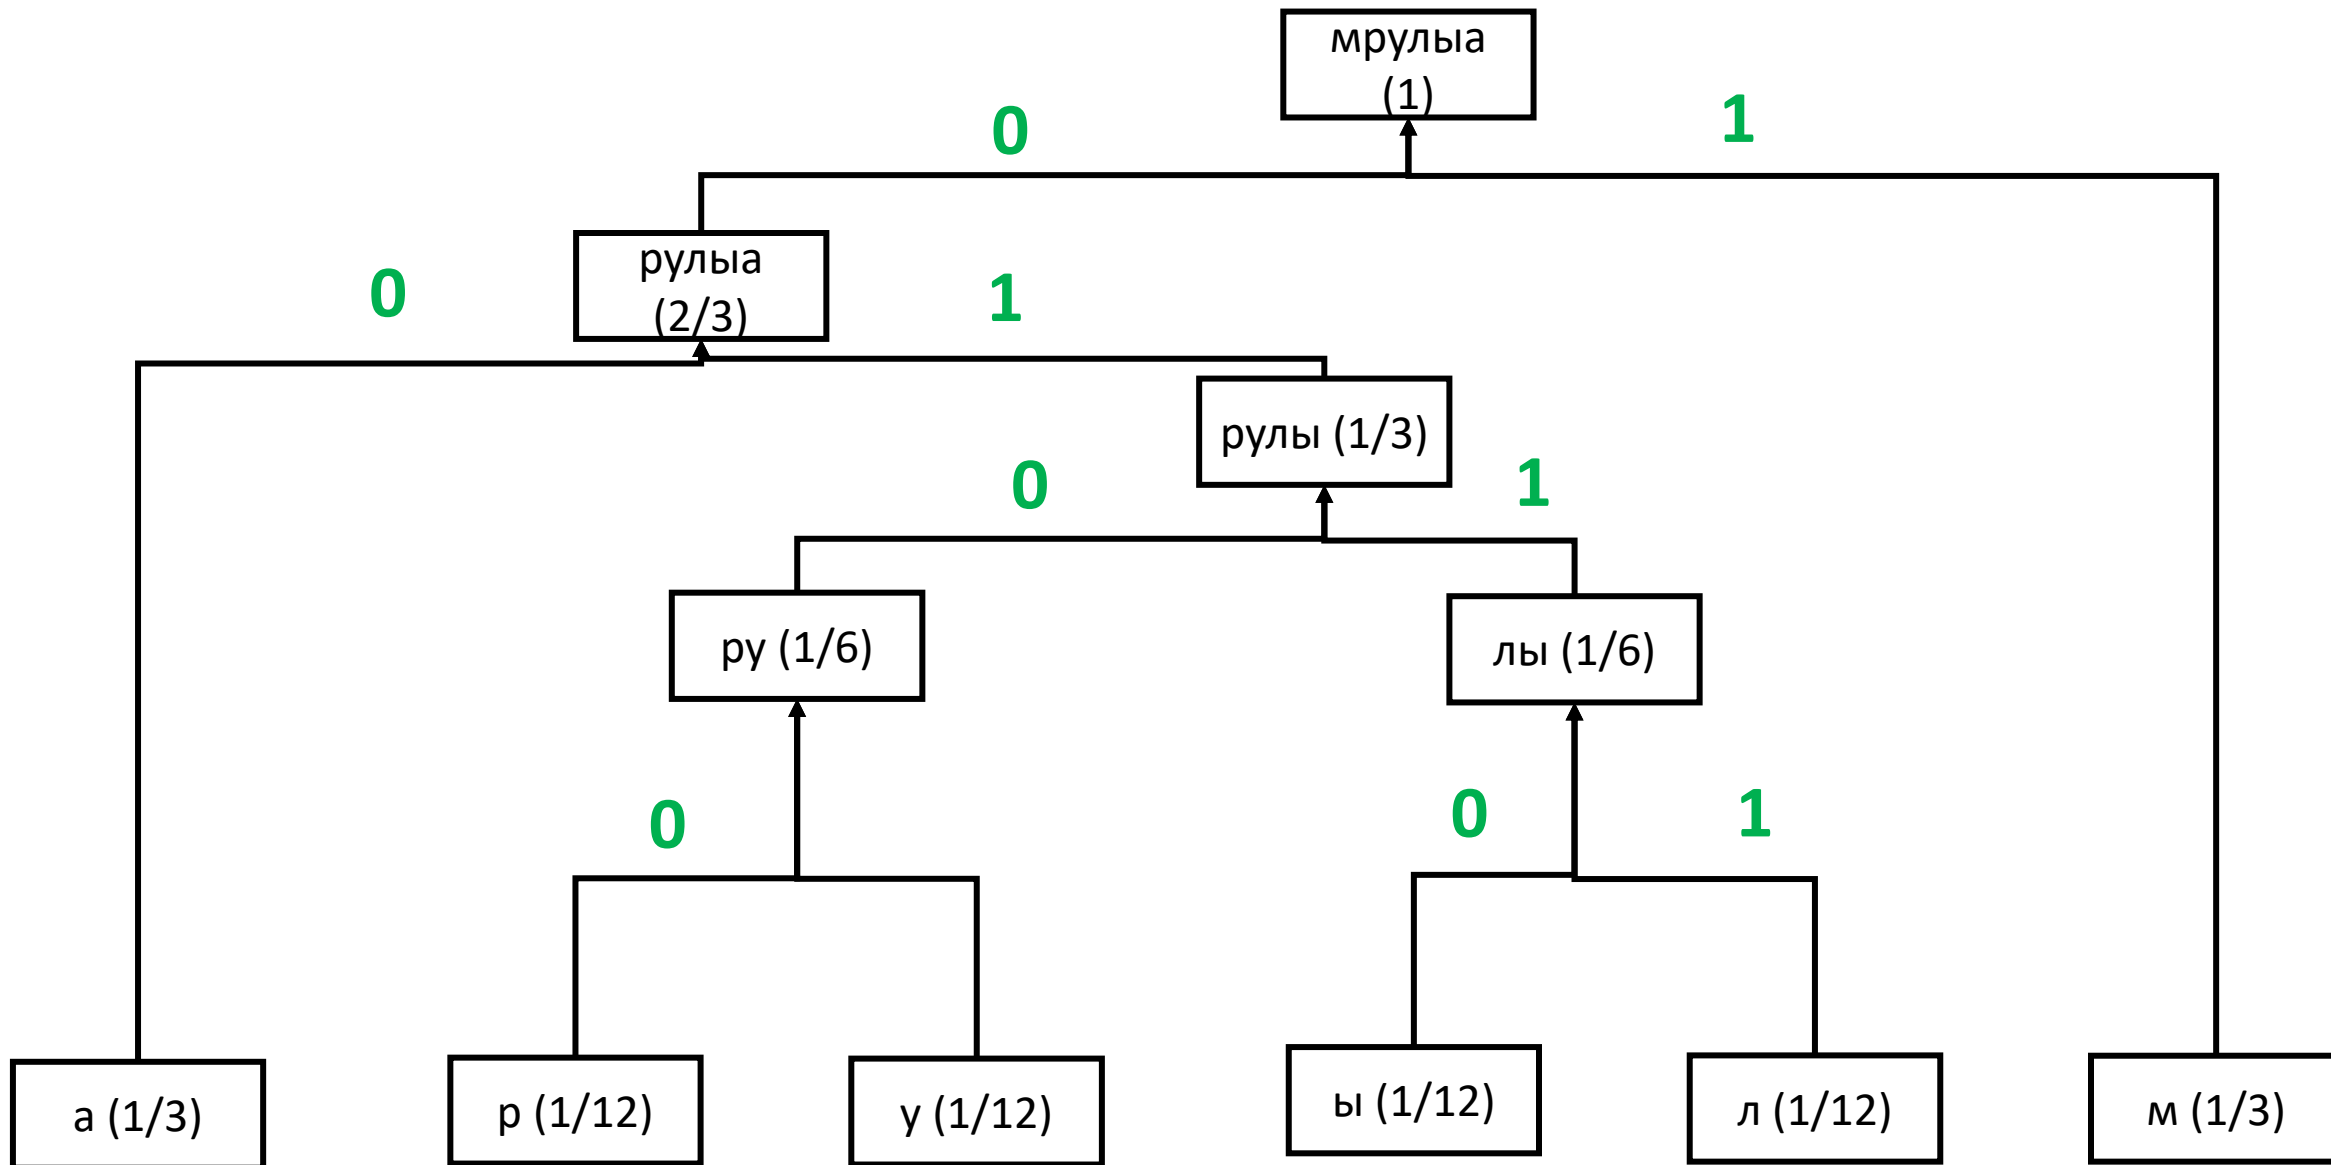 мрулыа
(1)
0
1
рулыа
(2/3)
0
1
рулы (1/3)
0
1
ру (1/6)
лы (1/6)
0
0
1
а (1/3)
р (1/12)
у (1/12)
ы (1/12)
л (1/12)
м (1/3)